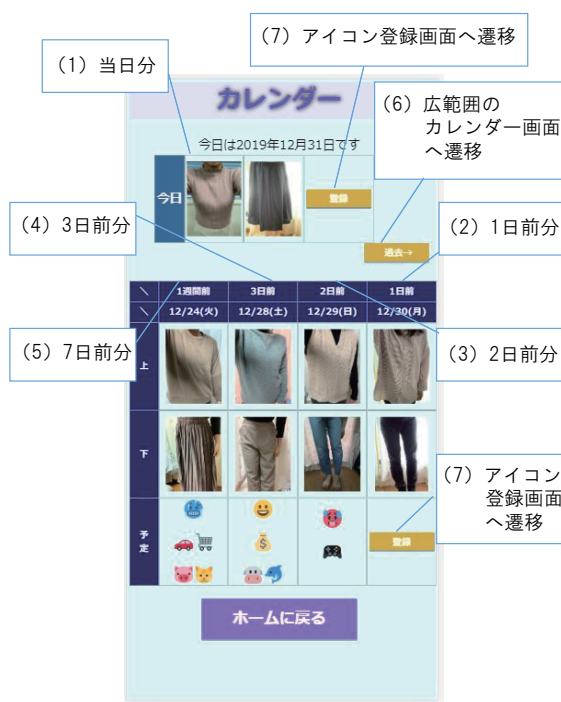 (7) アイコン登録画面へ遷移
(1) 当日分
カレンダー
(6) 広範囲の
カレンダー画面
へ遷移
今日は2019年12月31日です
今日
登録
(4) 3日前分
(2) 1日前分
過去→
\ 1週間前 3日前 2日前 1日前
\ 12/24(火) 12/28(土) 12/29(日) 12/30(月)
(5) 7日前分
上
(3) 2日前分
下
(7) アイコン
登録画面
へ遷移
予定
登録
ホームに戻る